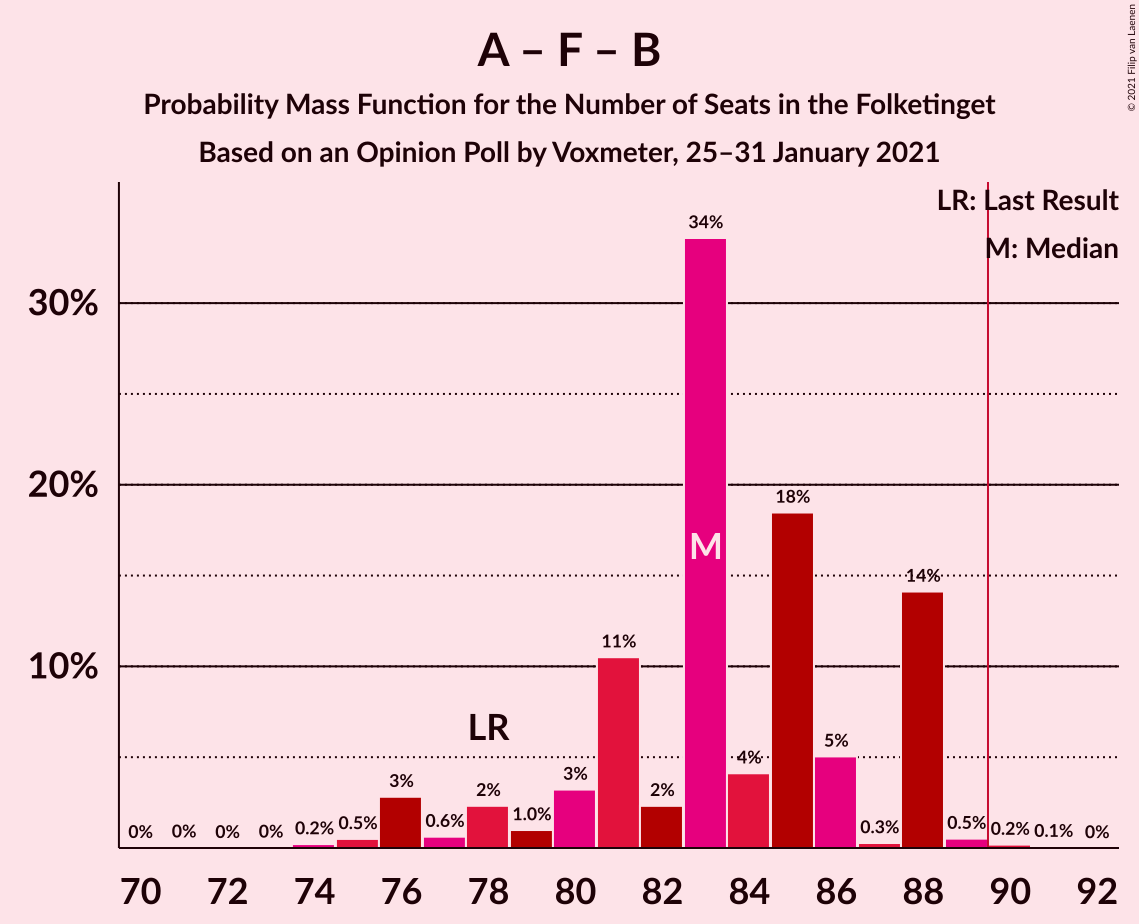 A – F – B
Probability Mass Function for the Number of Seats in the Folketinget
Based on an Opinion Poll by Voxmeter, 25–31 January 2021
© 2021 Filip van Laenen
LR: Last Result
M: Median
30%
20%
10%
0%
0%
0%
0%
0.2%
0.5%
3%
0.6%
LR
2%
1.0%
3%
11%
2%
34%
M
4%
18%
5%
0.3%
14%
0.5%
0.2%
0.1%
0%
70 72 74 76 78 80 82 84 86 88 90 92